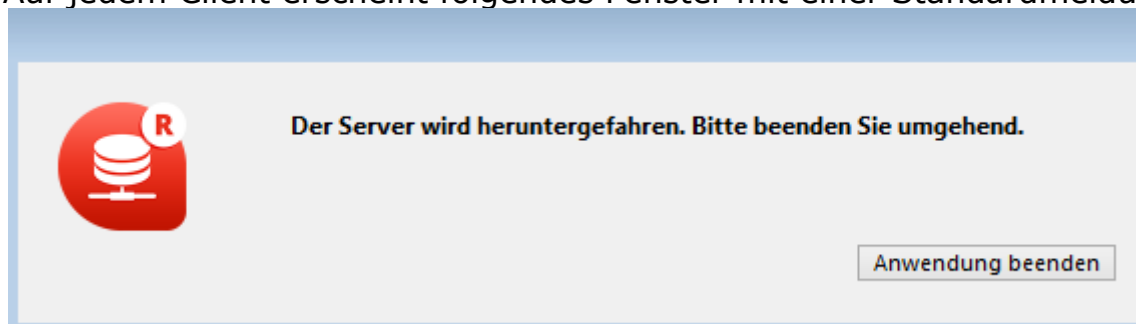 Auf jedem Client erscheint folgendes Fenster mit einer
R
Der Server wird heruntergefahren. Bitte beenden Sie umgehend.
Anwendung beenden